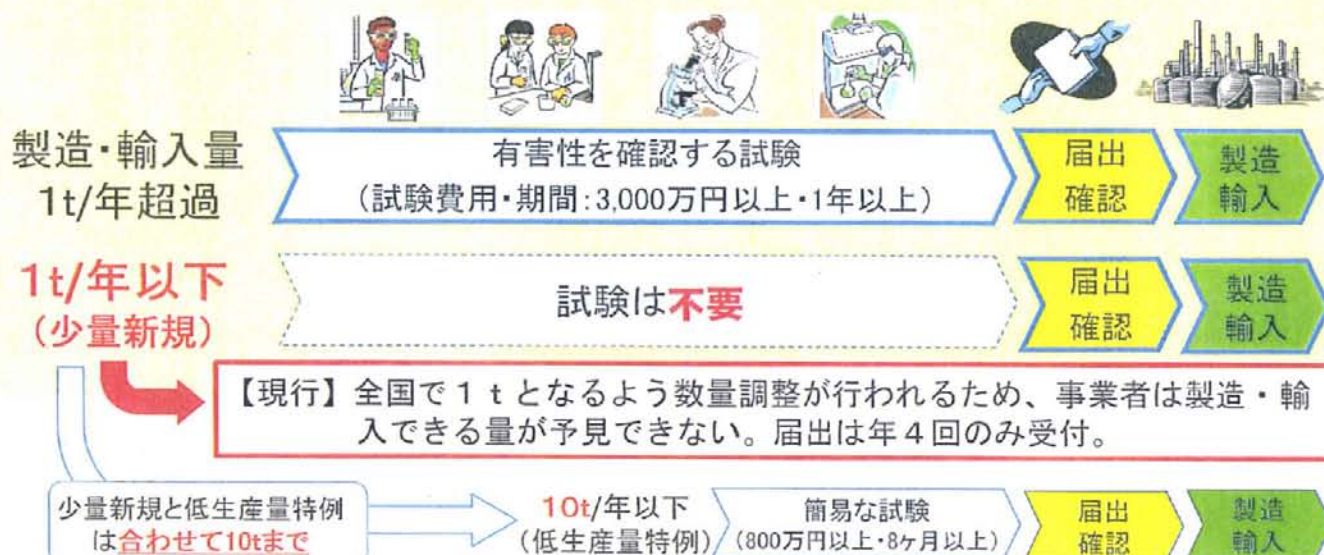 製造・輸入量
1t/年超過
有害性を確認する試験
(試験費用・期間:3,000万円以上・1年以上)
届出
確認
製造
輸入
1t/年以下
(少量新規)
試験は不要
届出
確認
製造
輸入
【現行】全国で1tとなるよう数量調整が行われるため、事業者は製造・輸
入できる量が予見できない。届出は年4回のみ受付。
少量新規と低生産量特例
は合わせて10tまで
10t/年以下
(低生産量特例)
簡易な試験
(800万円以上・8ヶ月以上)
届出
確認
製造
輸入